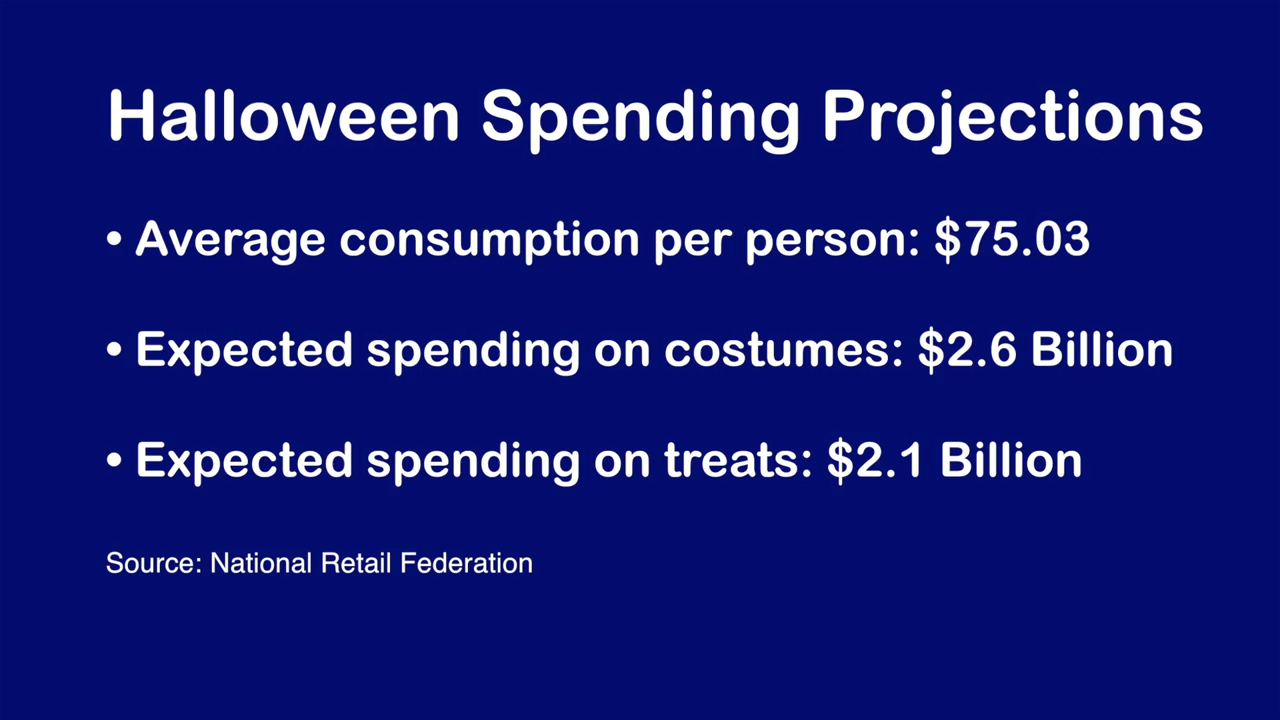 Halloween Spending Projections
• Average consumption per person: $75.03
• Expected spending on costumes: $2.6 Billion
• Expected spending on treats: $2.1 Billion
Source: National Retail Federation